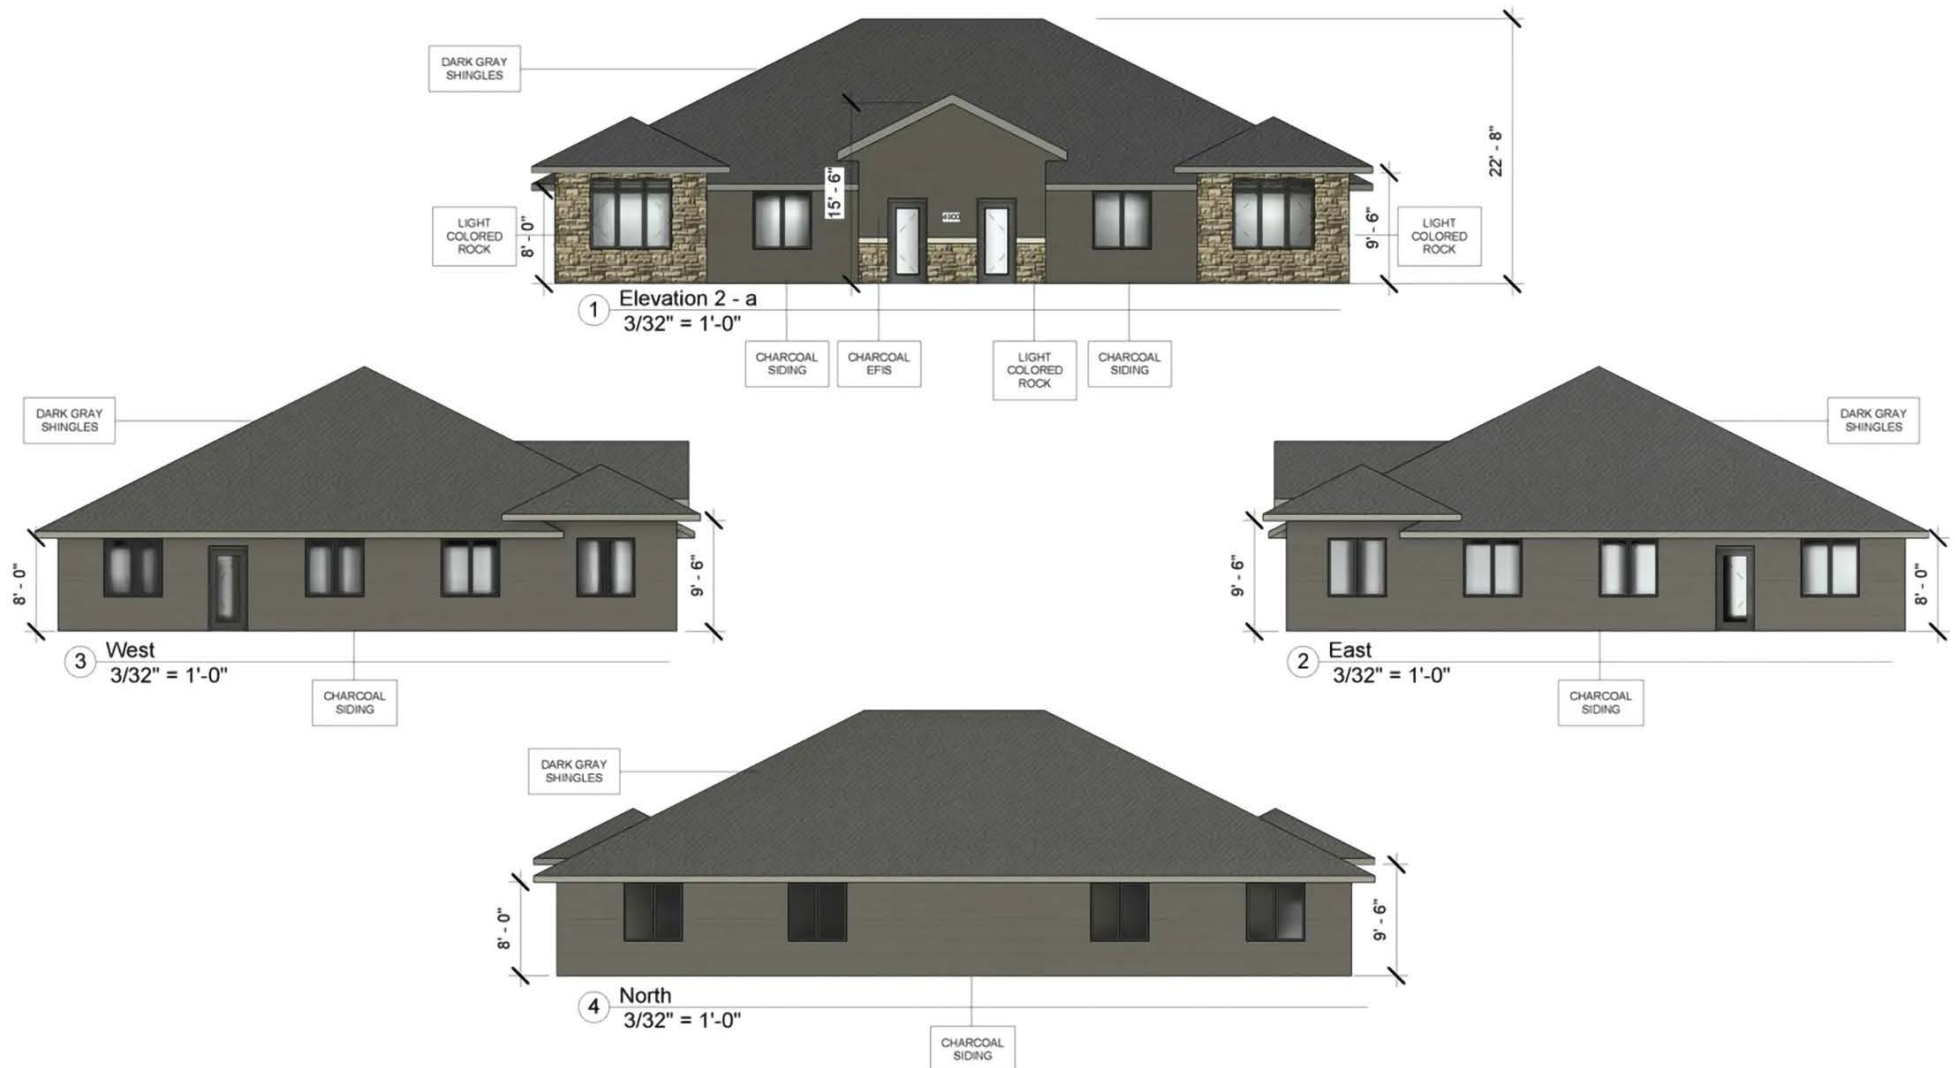 DARK GRAY
SHINGLES
22' - 8"
15' - 6"
LIGHT
COLORED
ROCK
8' - 0"
9' - 6"
LIGHT
COLORED
ROCK
1
Elevation 2 - a
3/32" = 1'-0"
CHARCOAL
SIDING
CHARCOAL
EFIS
LIGHT
COLORED
ROCK
CHARCOAL
SIDING
DARK GRAY
SHINGLES
8' - 0"
9' - 6"
3
West
3/32" = 1'-0"
CHARCOAL
SIDING
DARK GRAY
SHINGLES
9' - 6"
8' - 0"
2
East
3/32" = 1'-0"
CHARCOAL
SIDING
DARK GRAY
SHINGLES
8' - 0"
9' - 6"
4
North
3/32" = 1'-0"
CHARCOAL
SIDING